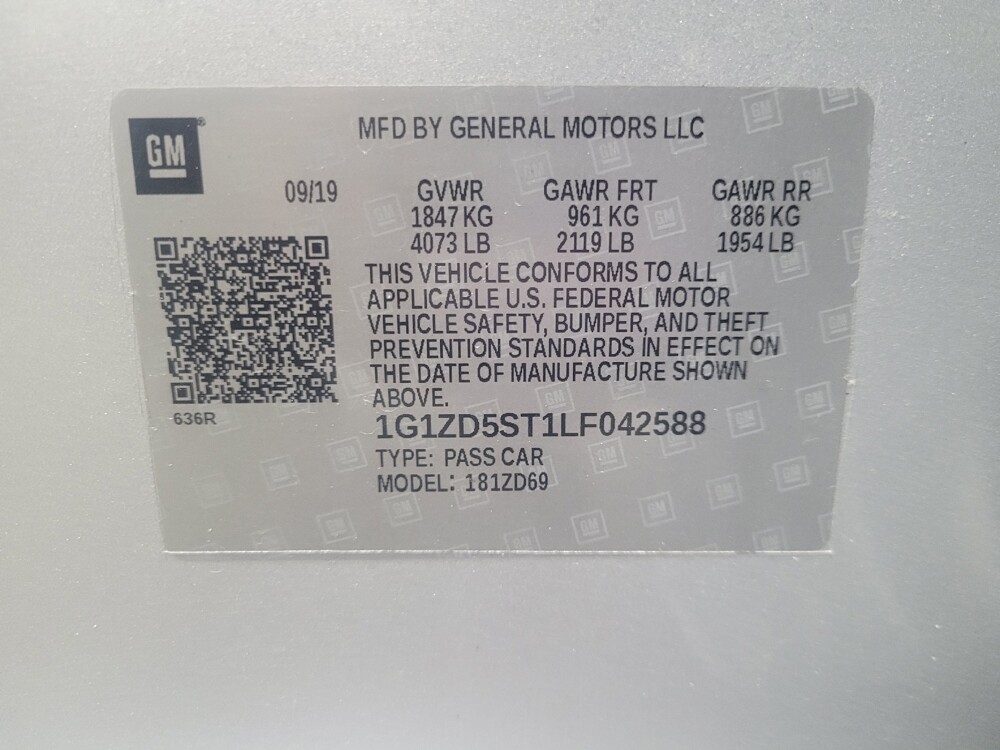 GM®
MFD BY GENERAL MOTORS LLC
09/19 GVWR GAWR FRT GAWR RR
1847 KG 961 KG 886 KG
4073 LB 2119 LB 1954 LB
THIS VEHICLE CONFORMS TO ALL
APPLICABLE U.S. FEDERAL MOTOR
VEHICLE SAFETY, BUMPER, AND THEFT
PREVENTION STANDARDS IN EFFECT ON
THE DATE OF MANUFACTURE SHOWN
ABOVE.
636R
1G1ZD5ST1LF042588
TYPE: PASS CAR
MODEL: 181ZD69